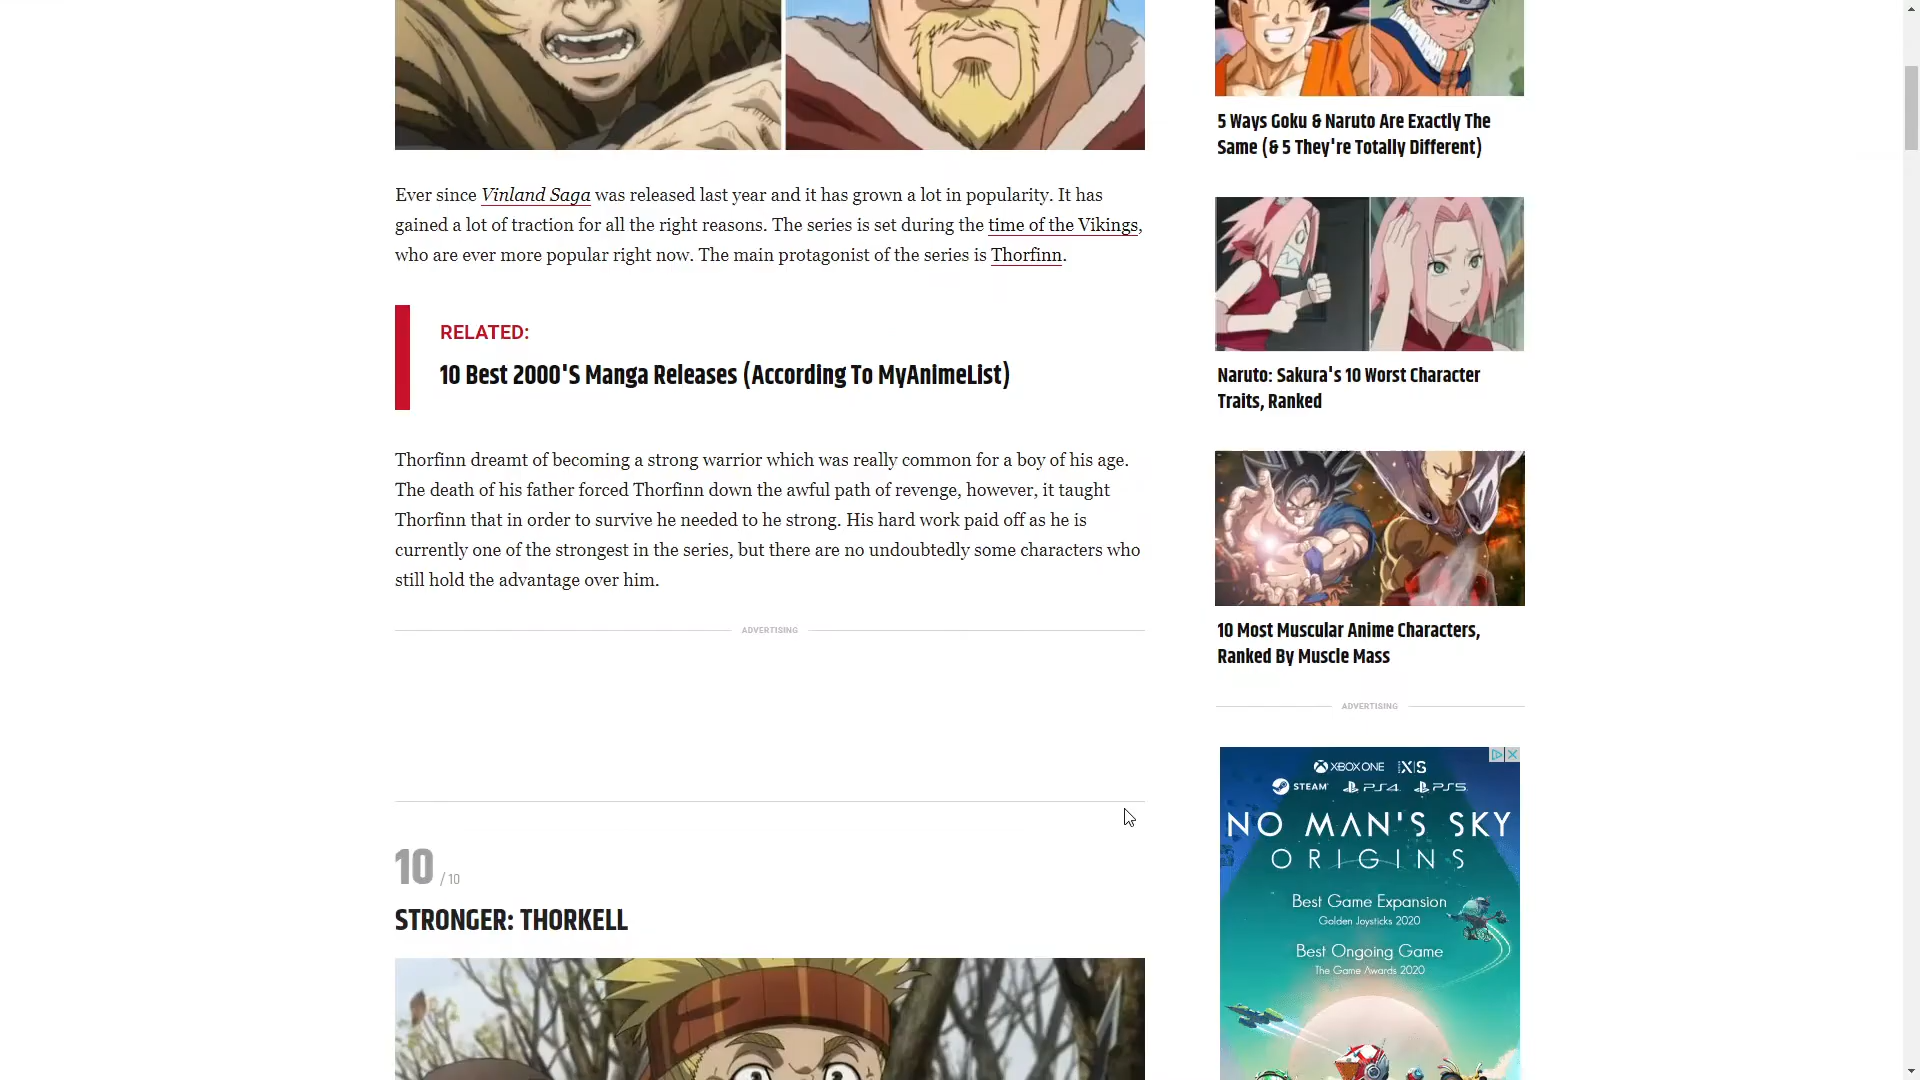 Ever since Vinland Saga was released last year and it has grown a lot in popularity. It has
gained a lot of traction for all the right reasons. The series is set during the time of the Vikings,
who are ever more popular right now. The main protagonist of the series is Thorfinn.
RELATED:
10 Best 2000'S Manga Releases (According To MyAnimeList)
Thorfinn dreamt of becoming a strong warrior which was really common for a boy of his age.
The death of his father forced Thorfinn down the awful path of revenge, however, it taught
Thorfinn that in order to survive he needed to he strong. His hard work paid off as he is
currently one of the strongest in the series, but there are no undoubtedly some characters who
still hold the advantage over him.
ADVERTISING
10 / 10
STRONGER: THORKELL
5 Ways Goku & Naruto Are Exactly The
Same (& 5 They're Totally Different)
Naruto: Sakura's 10 Worst Character
Traits, Ranked
10 Most Muscular Anime Characters,
Ranked By Muscle Mass
ADVERTISING
XBOX ONE X|S
STEAM PS4 PS5
NO MAN'S SKY
ORIGINS
Best Game Expansion
Golden Joysticks 2020
Best Ongoing Game
The Game Awards 2020